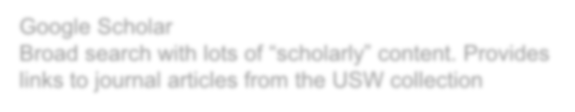 Google Scholar
Broad search with lots of “scholarly” content. Provides
links to journal articles from the USW collection